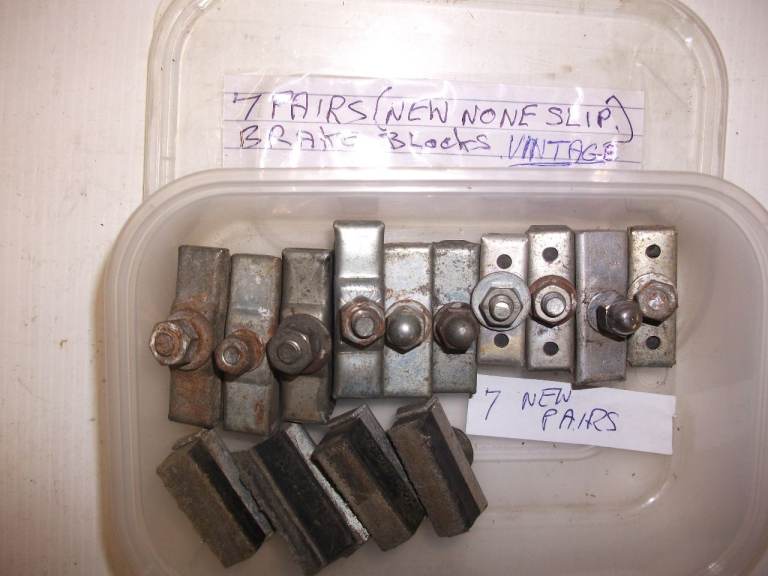 7 PAIRS (NEW NONE SLIP.)
BRAKE BLOCKS VINTAGE
7 NEW
PAIRS